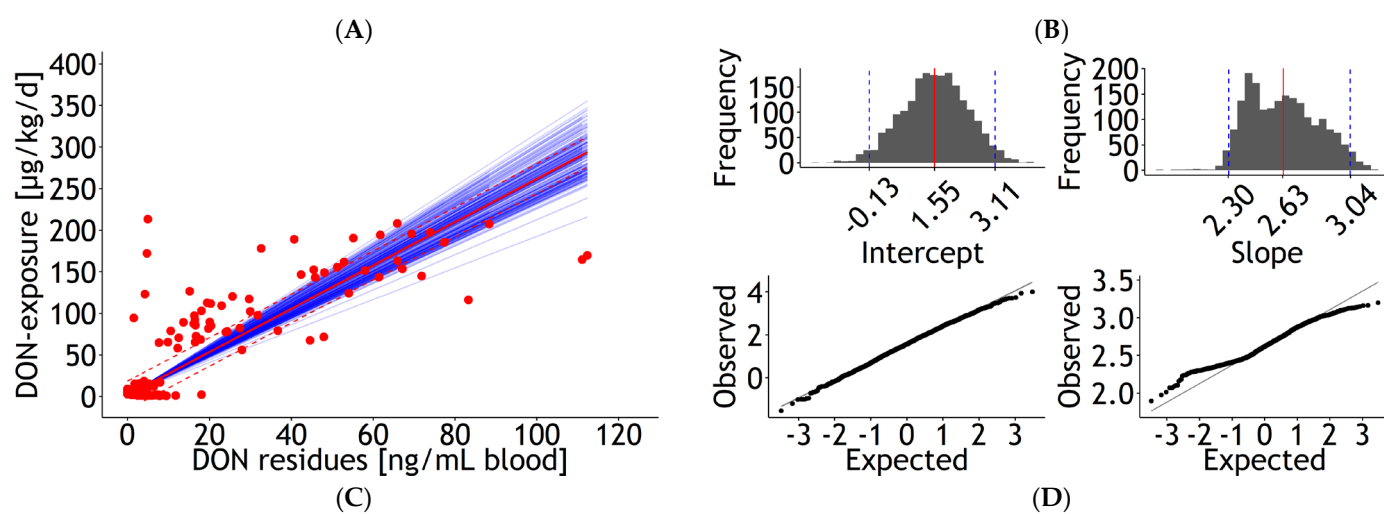 (A)
(B)
DON-exposure [µg/kg/d]
400
350
300
250
200
150
100
50
0
0 20 40 60 80 100 120
DON residues [ng/mL blood]
Frequency
150
100
50
0
-0.13 1.55 3.11
Intercept
Frequency
200
150
100
50
0
2.30 2.63 3.04
Slope
Observed
4
2
0
-3 -2 -1 0 1 2 3
Expected
Observed
3.0
2.5
2.0
-3 -2 -1 0 1 2 3
Expected
(C)
(D)